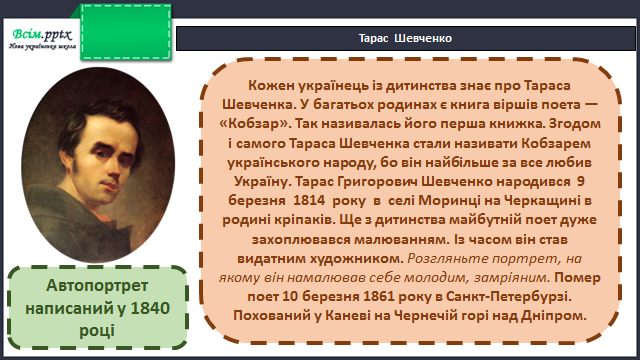 Всім.pptx
Нова українська школа
Тарас Шевченко
Кожен українець із дитинства знає про Тараса
Шевченка. У багатьох родинах є книга віршів поета —
«Кобзар». Так називалась його перша книжка. Згодом
і самого Тараса Шевченка стали називати Кобзарем
українського народу, бо він найбільше за все любив
Україну. Тарас Григорович Шевченко народився 9
березня 1814 року в селі Моринці на Черкащині в
родині кріпаків. Ще з дитинства майбутній поет дуже
захоплювався малюванням. Із часом він став
видатним художником. Розгляньте портрет, на
якому він намалював себе молодим, замріяним. Помер
поет 10 березня 1861 року в Санкт-Петербурзі.
Похований у Каневі на Чернечій горі над Дніпром.
Автопортрет
написаний у 1840
році